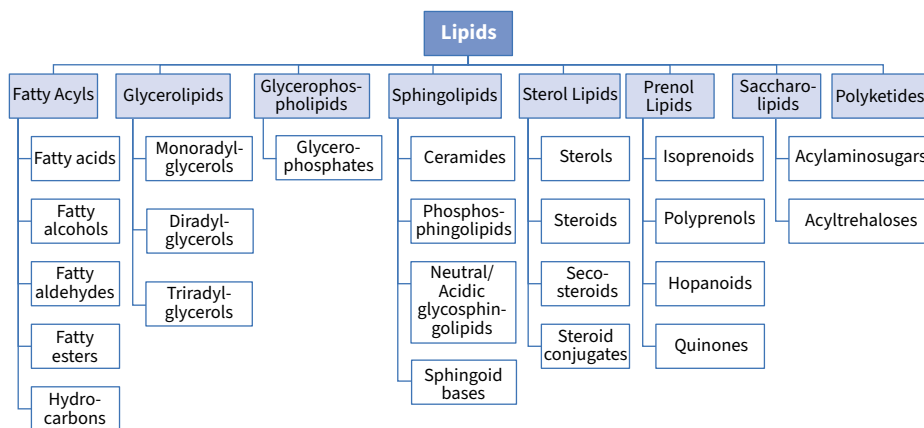 Lipids
Fatty Acyls
Glycerolipids
Glycerophos-
pholipids
Sphingolipids
Sterol Lipids
Prenol
Lipids
Saccharo-
lipids
Polyketides
Fatty acids
Fatty
alcohols
Fatty
aldehydes
Fatty
esters
Hydro-
carbons
Monoradyl-
glycerols
Diradyl-
glycerols
Triradyl-
glycerols
Glycero-
phosphates
Ceramides
Phosphos-
phingolipids
Neutral/
Acidic
glycosphin-
golipids
Sphingoid
bases
Sterols
Steroids
Seco-
steroids
Steroid
conjugates
Isoprenoids
Polyprenols
Hopanoids
Quinones
Acylaminosugars
Acyltrehaloses